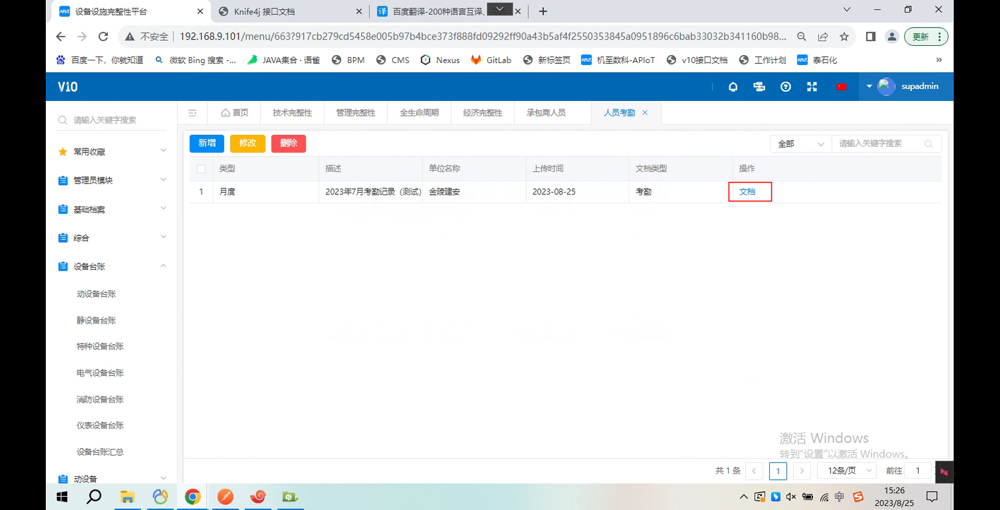 设备设施完整性平台
Knife4j 接口文档
百度翻译-200种语言互译、
不安全
192.168.9.101/menu/663?917cb279cd5458e005b97b4bce373f888fd09292ff90a43b5af4f2550353845a0951896c6bab33032b341160b98...
更新
百度一下，你就知道
微软 Bing 搜索 -...
JAVA集合 · 语雀
BPM
CMS
Nexus
GitLab
新标签页
机至数科-APIoT
v10接口文档
工作计划
泰石化
»
V10
supadmin
请输入关键字搜索
首页
技术完整性
管理完整性
全生命周期
经济完整性
承包商人员
人员考勤
常用收藏
管理员模块
基础档案
综合
设备台账
动设备台账
静设备台账
特种设备台账
电气设备台账
消防设备台账
仪表设备台账
设备台账汇总
动设备
新增
修改
删除
全部
请输入关键字搜索
类型 描述 单位名称 上传时间 文档类型 操作
1 月度 2023年7月考勤记录（测试） 金陵建安 2023-08-25 考勤 文档
激活 Windows
转到“设置”以激活 Windows。
共 1 条
1
12条/页
前往 1
中
15:26
2023/8/25